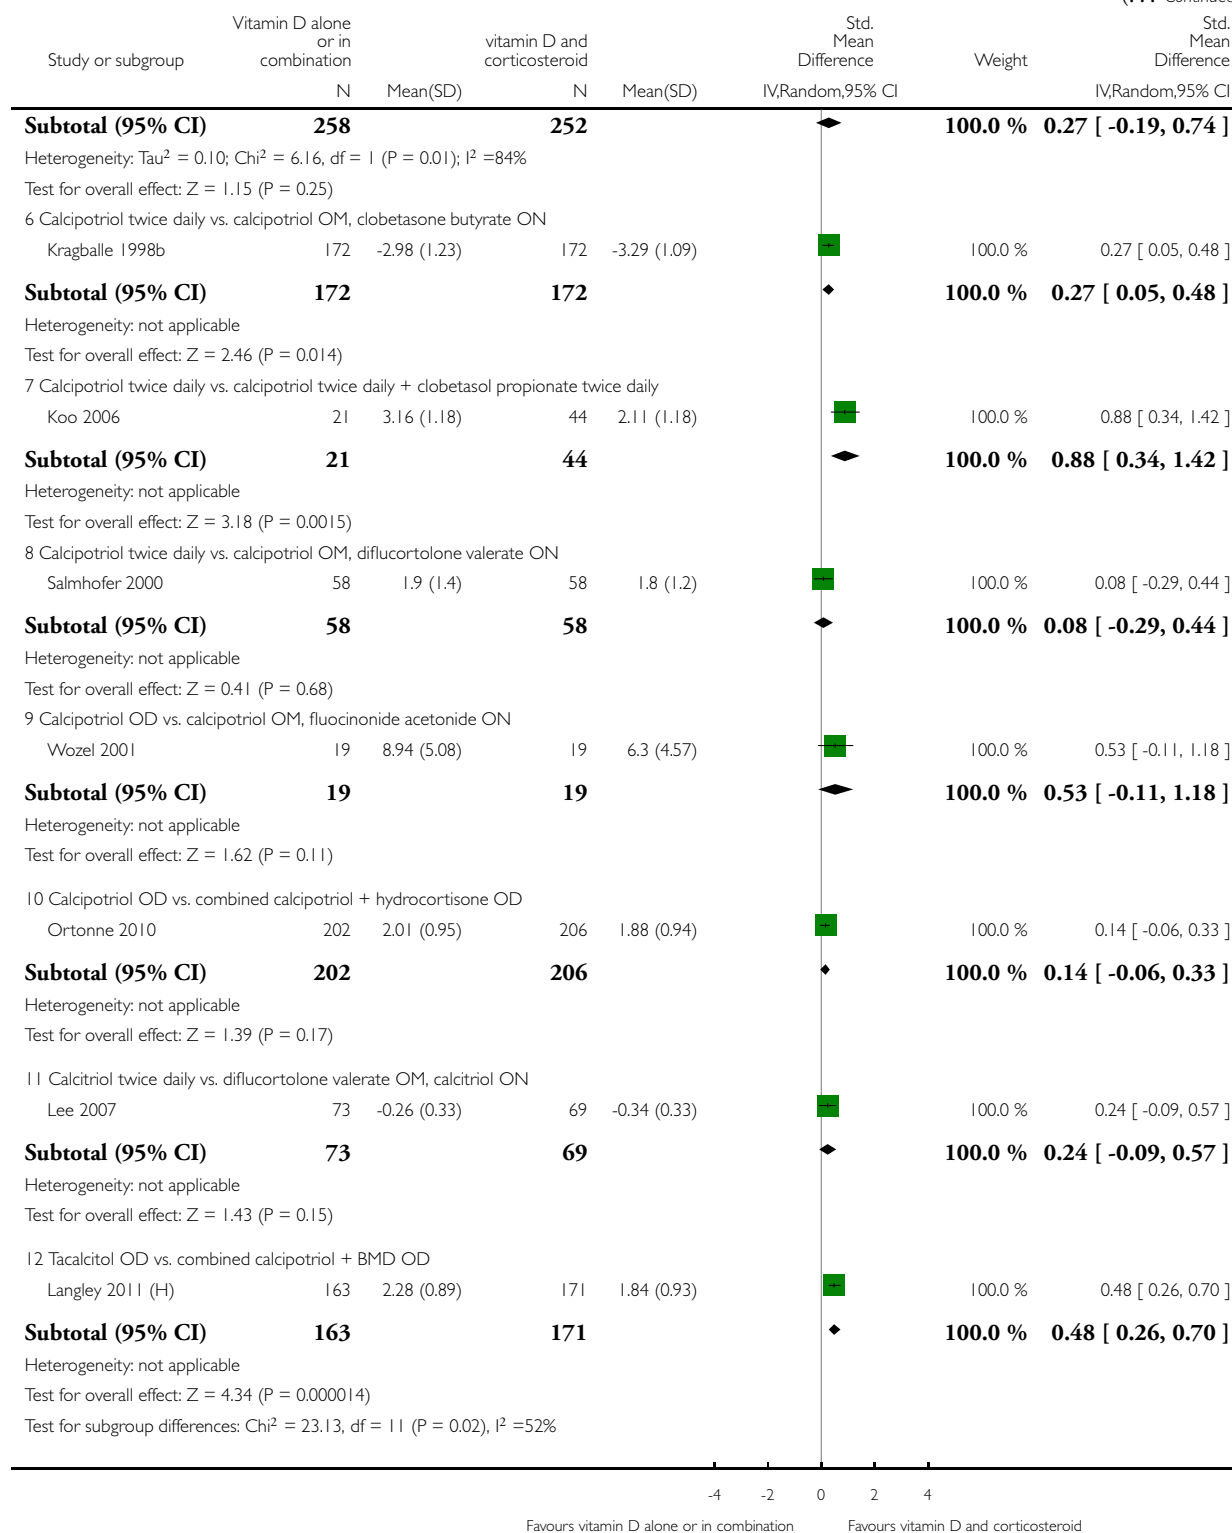 (... Continued
Study or subgroup Vitamin D alone or in combination vitamin D and corticosteroid Std. Mean Difference Weight Std. Mean Difference
N Mean(SD) N Mean(SD) IV,Random,95% CI IV,Random,95% CI
Subtotal (95% CI) 258 252 100.0 % 0.27 [ -0.19, 0.74 ]
Heterogeneity: Tau² = 0.10; Chi² = 6.16, df = 1 (P = 0.01); I² =84%
Test for overall effect: Z = 1.15 (P = 0.25)
6 Calcipotriol twice daily vs. calcipotriol OM, clobetasone butyrate ON
Kragballe 1998b 172 -2.98 (1.23) 172 -3.29 (1.09) 100.0 % 0.27 [ 0.05, 0.48 ]
Subtotal (95% CI) 172 172 100.0 % 0.27 [ 0.05, 0.48 ]
Heterogeneity: not applicable
Test for overall effect: Z = 2.46 (P = 0.014)
7 Calcipotriol twice daily vs. calcipotriol twice daily + clobetasol propionate twice daily
Koo 2006 21 3.16 (1.18) 44 2.11 (1.18) 100.0 % 0.88 [ 0.34, 1.42 ]
Subtotal (95% CI) 21 44 100.0 % 0.88 [ 0.34, 1.42 ]
Heterogeneity: not applicable
Test for overall effect: Z = 3.18 (P = 0.0015)
8 Calcipotriol twice daily vs. calcipotriol OM, diflucortolone valerate ON
Salmhofer 2000 58 1.9 (1.4) 58 1.8 (1.2) 100.0 % 0.08 [ -0.29, 0.44 ]
Subtotal (95% CI) 58 58 100.0 % 0.08 [ -0.29, 0.44 ]
Heterogeneity: not applicable
Test for overall effect: Z = 0.41 (P = 0.68)
9 Calcipotriol OD vs. calcipotriol OM, fluocinonide acetonide ON
Wozel 2001 19 8.94 (5.08) 19 6.3 (4.57) 100.0 % 0.53 [ -0.11, 1.18 ]
Subtotal (95% CI) 19 19 100.0 % 0.53 [ -0.11, 1.18 ]
Heterogeneity: not applicable
Test for overall effect: Z = 1.62 (P = 0.11)
10 Calcipotriol OD vs. combined calcipotriol + hydrocortisone OD
Ortonne 2010 202 2.01 (0.95) 206 1.88 (0.94) 100.0 % 0.14 [ -0.06, 0.33 ]
Subtotal (95% CI) 202 206 100.0 % 0.14 [ -0.06, 0.33 ]
Heterogeneity: not applicable
Test for overall effect: Z = 1.39 (P = 0.17)
11 Calcitriol twice daily vs. diflucortolone valerate OM, calcitriol ON
Lee 2007 73 -0.26 (0.33) 69 -0.34 (0.33) 100.0 % 0.24 [ -0.09, 0.57 ]
Subtotal (95% CI) 73 69 100.0 % 0.24 [ -0.09, 0.57 ]
Heterogeneity: not applicable
Test for overall effect: Z = 1.43 (P = 0.15)
12 Tacalcitol OD vs. combined calcipotriol + BMD OD
Langley 2011 (H) 163 2.28 (0.89) 171 1.84 (0.93) 100.0 % 0.48 [ 0.26, 0.70 ]
Subtotal (95% CI) 163 171 100.0 % 0.48 [ 0.26, 0.70 ]
Heterogeneity: not applicable
Test for overall effect: Z = 4.34 (P = 0.000014)
Test for subgroup differences: Chi² = 23.13, df = 11 (P = 0.02), I² =52%
-4 -2 0 2 4
Favours vitamin D alone or in combination Favours vitamin D and corticosteroid